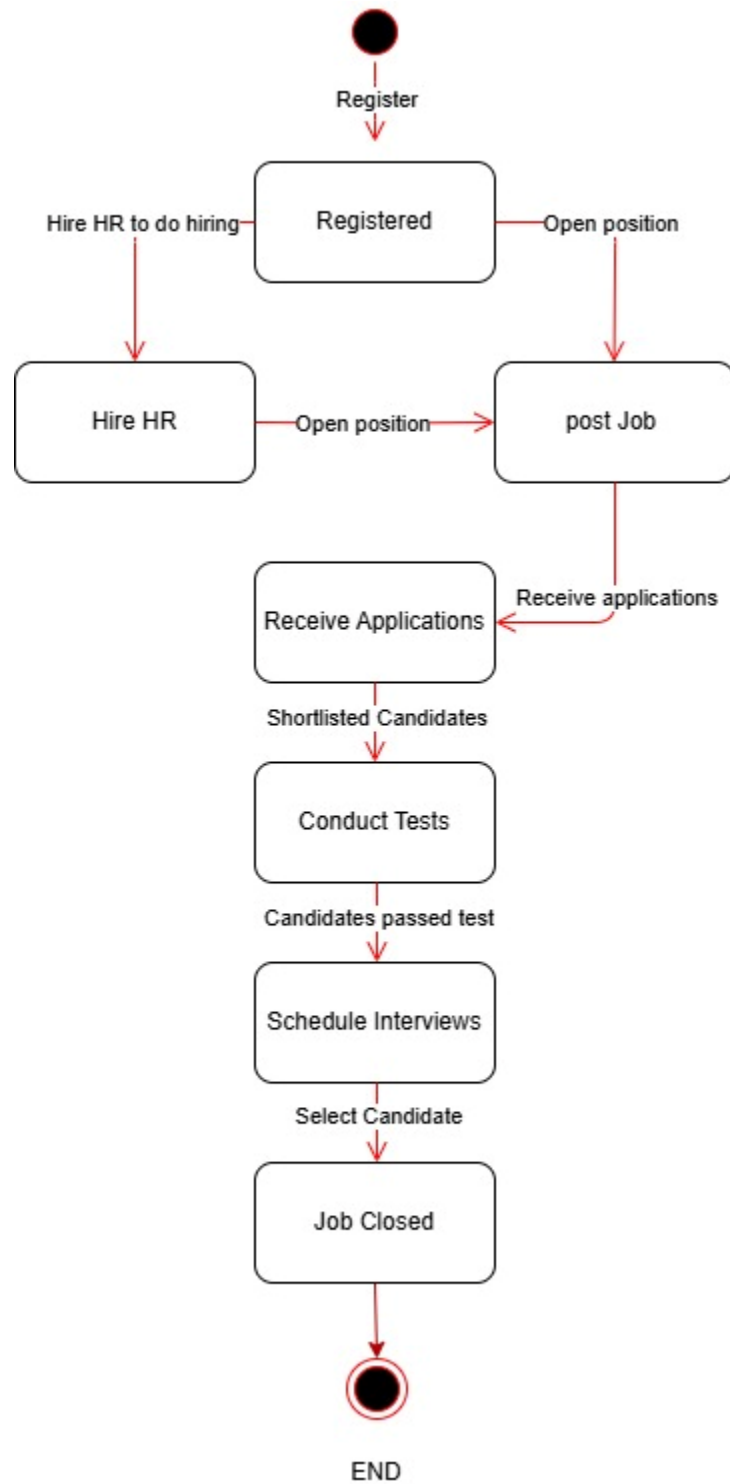 Register
Registered
Hire HR to do hiring
Open position
Hire HR
Open position
post Job
Receive Applications
Receive applications
Shortlisted Candidates
Conduct Tests
Candidates passed test
Schedule Interviews
Select Candidate
Job Closed
END